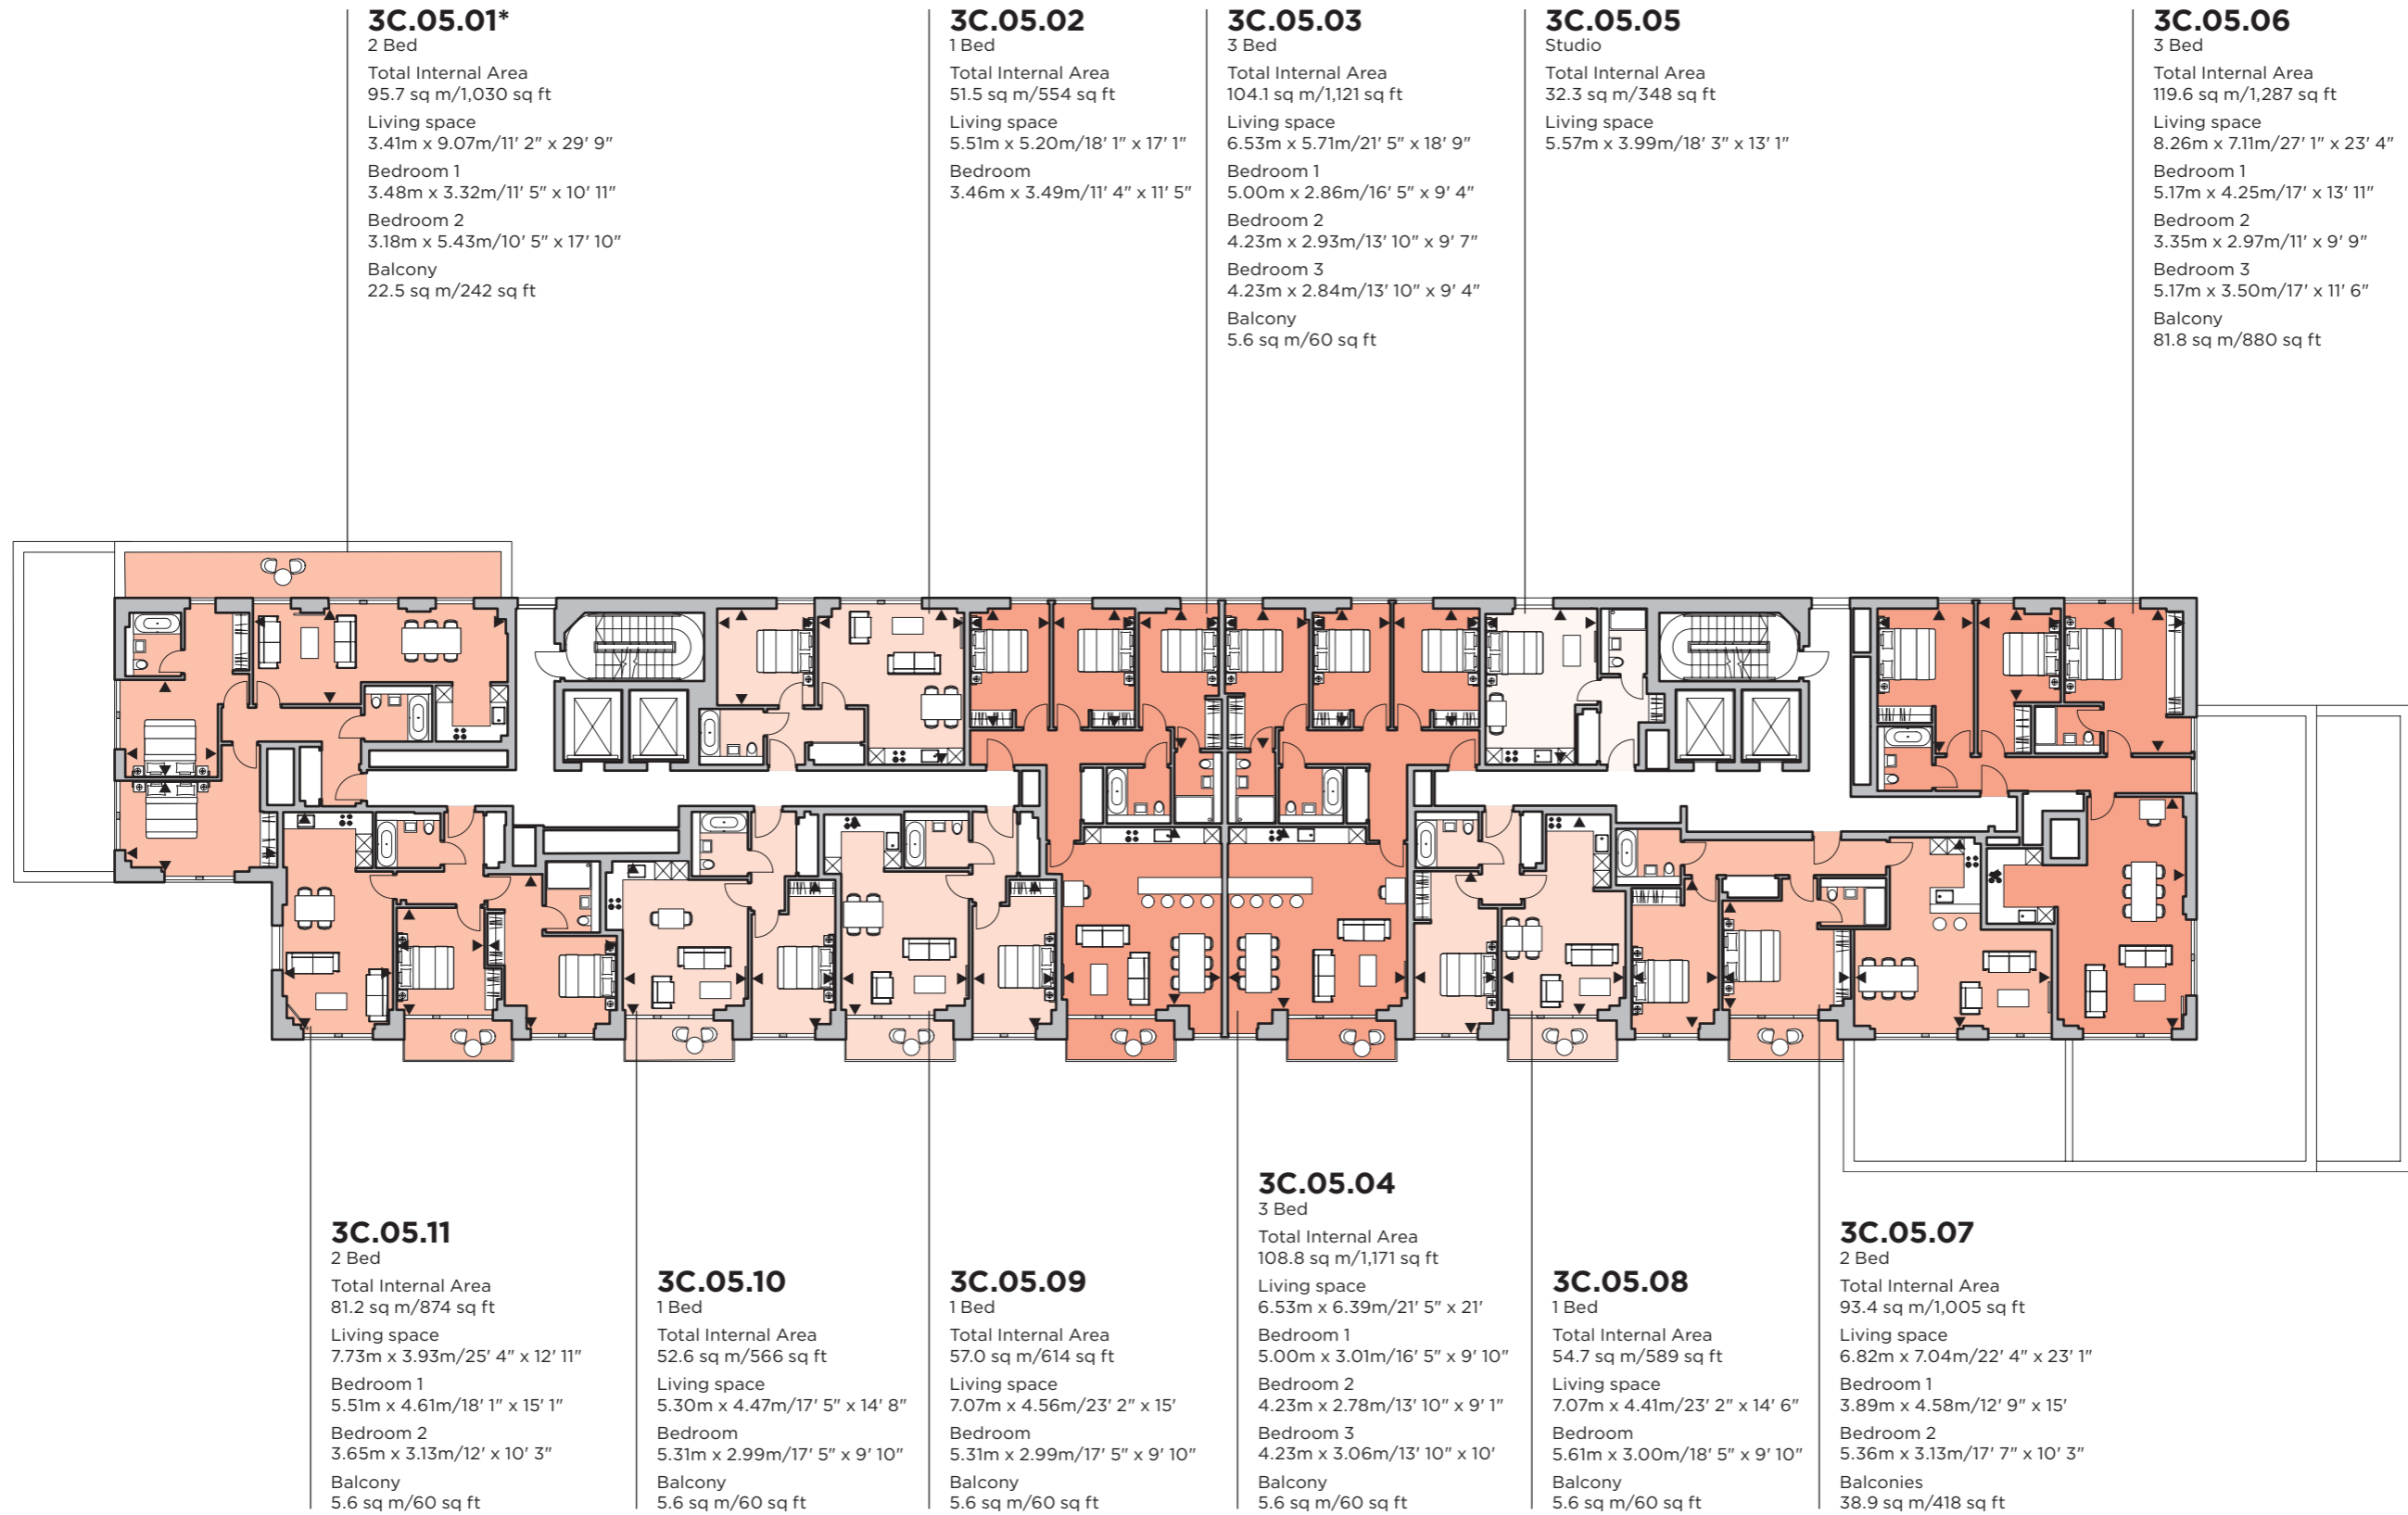 3C.05.01*
2 Bed
Total Internal Area
95.7 sq m/1,030 sq ft
Living space
3.41m x 9.07m/11' 2" x 29' 9"
Bedroom 1
3.48m x 3.32m/11' 5" x 10' 11"
Bedroom 2
3.18m x 5.43m/10' 5" x 17' 10"
Balcony
22.5 sq m/242 sq ft
3C.05.02
1 Bed
Total Internal Area
51.5 sq m/554 sq ft
Living space
5.51m x 5.20m/18' 1" x 17' 1"
Bedroom
3.46m x 3.49m/11' 4" x 11' 5"
3C.05.03
3 Bed
Total Internal Area
104.1 sq m/1,121 sq ft
Living space
6.53m x 5.71m/21' 5" x 18' 9"
Bedroom 1
5.00m x 2.86m/16' 5" x 9' 4"
Bedroom 2
4.23m x 2.93m/13' 10" x 9' 7"
Bedroom 3
4.23m x 2.84m/13' 10" x 9' 4"
Balcony
5.6 sq m/60 sq ft
3C.05.05
Studio
Total Internal Area
32.3 sq m/348 sq ft
Living space
5.57m x 3.99m/18' 3" x 13' 1"
3C.05.06
3 Bed
Total Internal Area
119.6 sq m/1,287 sq ft
Living space
8.26m x 7.11m/27' 1" x 23' 4"
Bedroom 1
5.17m x 4.25m/17' x 13' 11"
Bedroom 2
3.35m x 2.97m/11' x 9' 9"
Bedroom 3
5.17m x 3.50m/17' x 11' 6"
Balcony
81.8 sq m/880 sq ft
3C.05.11
2 Bed
Total Internal Area
81.2 sq m/874 sq ft
Living space
7.73m x 3.93m/25' 4" x 12' 11"
Bedroom 1
5.51m x 4.61m/18' 1" x 15' 1"
Bedroom 2
3.65m x 3.13m/12' x 10' 3"
Balcony
5.6 sq m/60 sq ft
3C.05.10
1 Bed
Total Internal Area
52.6 sq m/566 sq ft
Living space
5.30m x 4.47m/17' 5" x 14' 8"
Bedroom
5.31m x 2.99m/17' 5" x 9' 10"
Balcony
5.6 sq m/60 sq ft
3C.05.09
1 Bed
Total Internal Area
57.0 sq m/614 sq ft
Living space
7.07m x 4.56m/23' 2" x 15'
Bedroom
5.31m x 2.99m/17' 5" x 9' 10"
Balcony
5.6 sq m/60 sq ft
3C.05.04
3 Bed
Total Internal Area
108.8 sq m/1,171 sq ft
Living space
6.53m x 6.39m/21' 5" x 21'
Bedroom 1
5.00m x 3.01m/16' 5" x 9' 10"
Bedroom 2
4.23m x 2.78m/13' 10" x 9' 1"
Bedroom 3
4.23m x 3.06m/13' 10" x 10'
Balcony
5.6 sq m/60 sq ft
3C.05.08
1 Bed
Total Internal Area
54.7 sq m/589 sq ft
Living space
7.07m x 4.41m/23' 2" x 14' 6"
Bedroom
5.61m x 3.00m/18' 5" x 9' 10"
Balcony
5.6 sq m/60 sq ft
3C.05.07
2 Bed
Total Internal Area
93.4 sq m/1,005 sq ft
Living space
6.82m x 7.04m/22' 4" x 23' 1"
Bedroom 1
3.89m x 4.58m/12' 9" x 15'
Bedroom 2
5.36m x 3.13m/17' 7" x 10' 3"
Balconies
38.9 sq m/418 sq ft